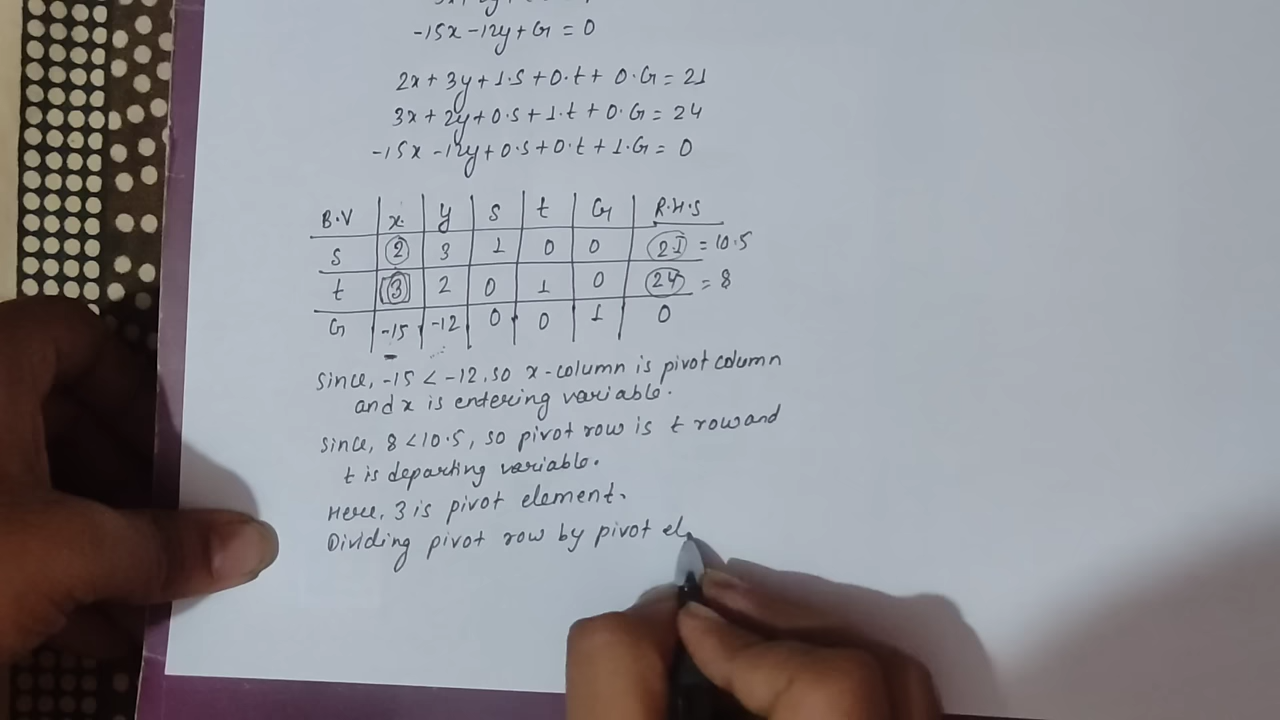 -15x -12y + G = 0
2x + 3y + 1.S + 0.t + 0.G = 21
3x + 2y + 0.s + 1.t + 0.G = 24
-15x -12y + 0.s + 0.t + 1.G = 0
B.V x y s t G R.H.S
s 2 3 1 0 0 21 = 10.5
t 3 2 0 1 0 24 = 8
G -15 -12 0 0 1 0
Since, -15 < -12, so x-column is pivot column
and x is entering variable.
Since, 8 < 10.5, so pivot row is t row and
t is departing variable.
Here, 3 is pivot element.
Dividing pivot row by pivot el